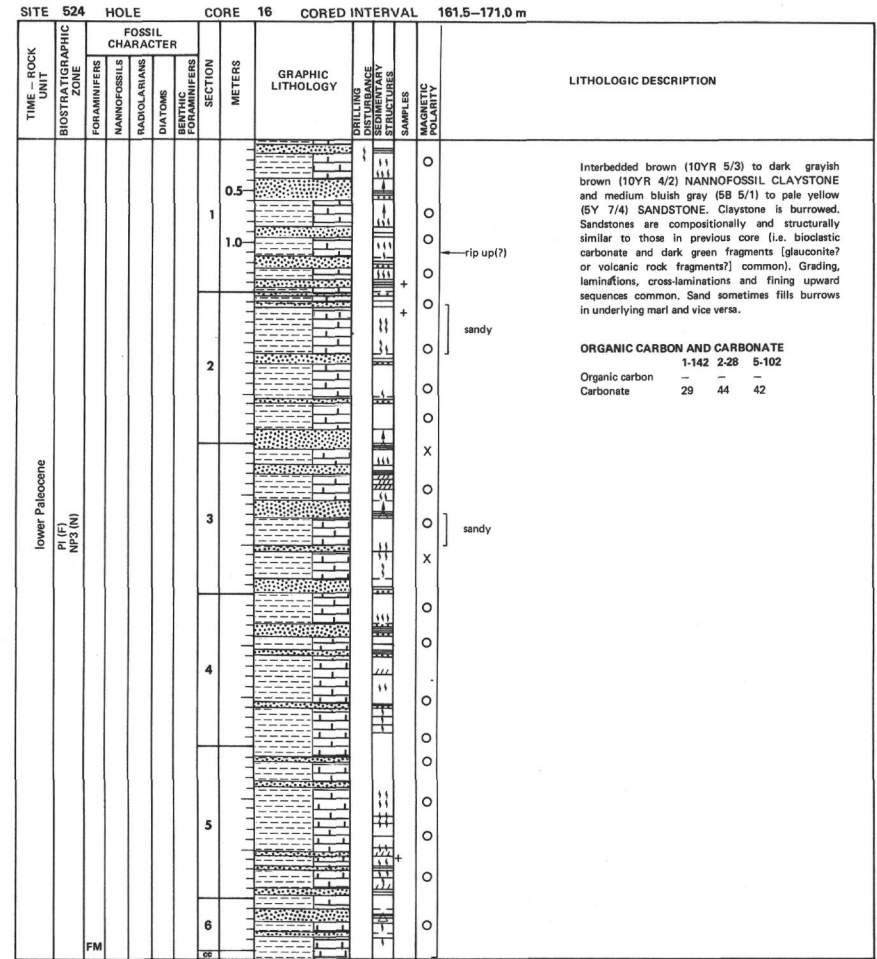 SITE 524 HOLE CORE 16 CORED INTERVAL 161.5–171.0 m
TIME – ROCK UNIT
BIOSTRATIGRAPHIC ZONE
FOSSIL CHARACTER
FORAMINIFERS
NANNOFOSSILS
RADIOLARIANS
DIATOMS
BENTHIC FORAMINIFERS
SECTION
METERS
GRAPHIC LITHOLOGY
DRILLING DISTURBANCE
SEDIMENTARY STRUCTURES
SAMPLES
MAGNETIC POLARITY
LITHOLOGIC DESCRIPTION
lower Paleocene
PI (F)
NP3 (N)
FM
0.5
1
1.0
2
3
4
5
6
CC
+
+
+
O
O
O
O
O
O
O
O
X
O
O
X
O
O
O
O
O
O
O
O
O
rip up(?)
sandy
sandy
Interbedded brown (10YR 5/3) to dark grayish
brown (10YR 4/2) NANNOFOSSIL CLAYSTONE
and medium bluish gray (5B 5/1) to pale yellow
(5Y 7/4) SANDSTONE. Claystone is burrowed.
Sandstones are compositionally and structurally
similar to those in previous core (i.e. bioclastic
carbonate and dark green fragments [glauconite?
or volcanic rock fragments?] common). Grading,
laminations, cross-laminations and fining upward
sequences common. Sand sometimes fills burrows
in underlying marl and vice versa.
ORGANIC CARBON AND CARBONATE
1-142 2-28 5-102
Organic carbon – – –
Carbonate 29 44 42